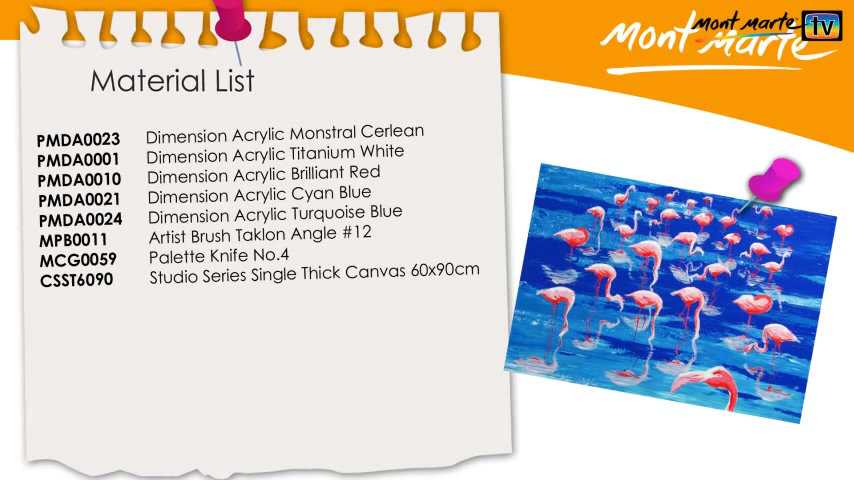 Mont Marte
mont marte tv
Material List
PMDA0023 Dimension Acrylic Monstral Cerlean
PMDA0001 Dimension Acrylic Titanium White
PMDA0010 Dimension Acrylic Brilliant Red
PMDA0021 Dimension Acrylic Cyan Blue
PMDA0024 Dimension Acrylic Turquoise Blue
MPB0011 Artist Brush Taklon Angle #12
MCG0059 Palette Knife No.4
CSST6090 Studio Series Single Thick Canvas 60x90cm